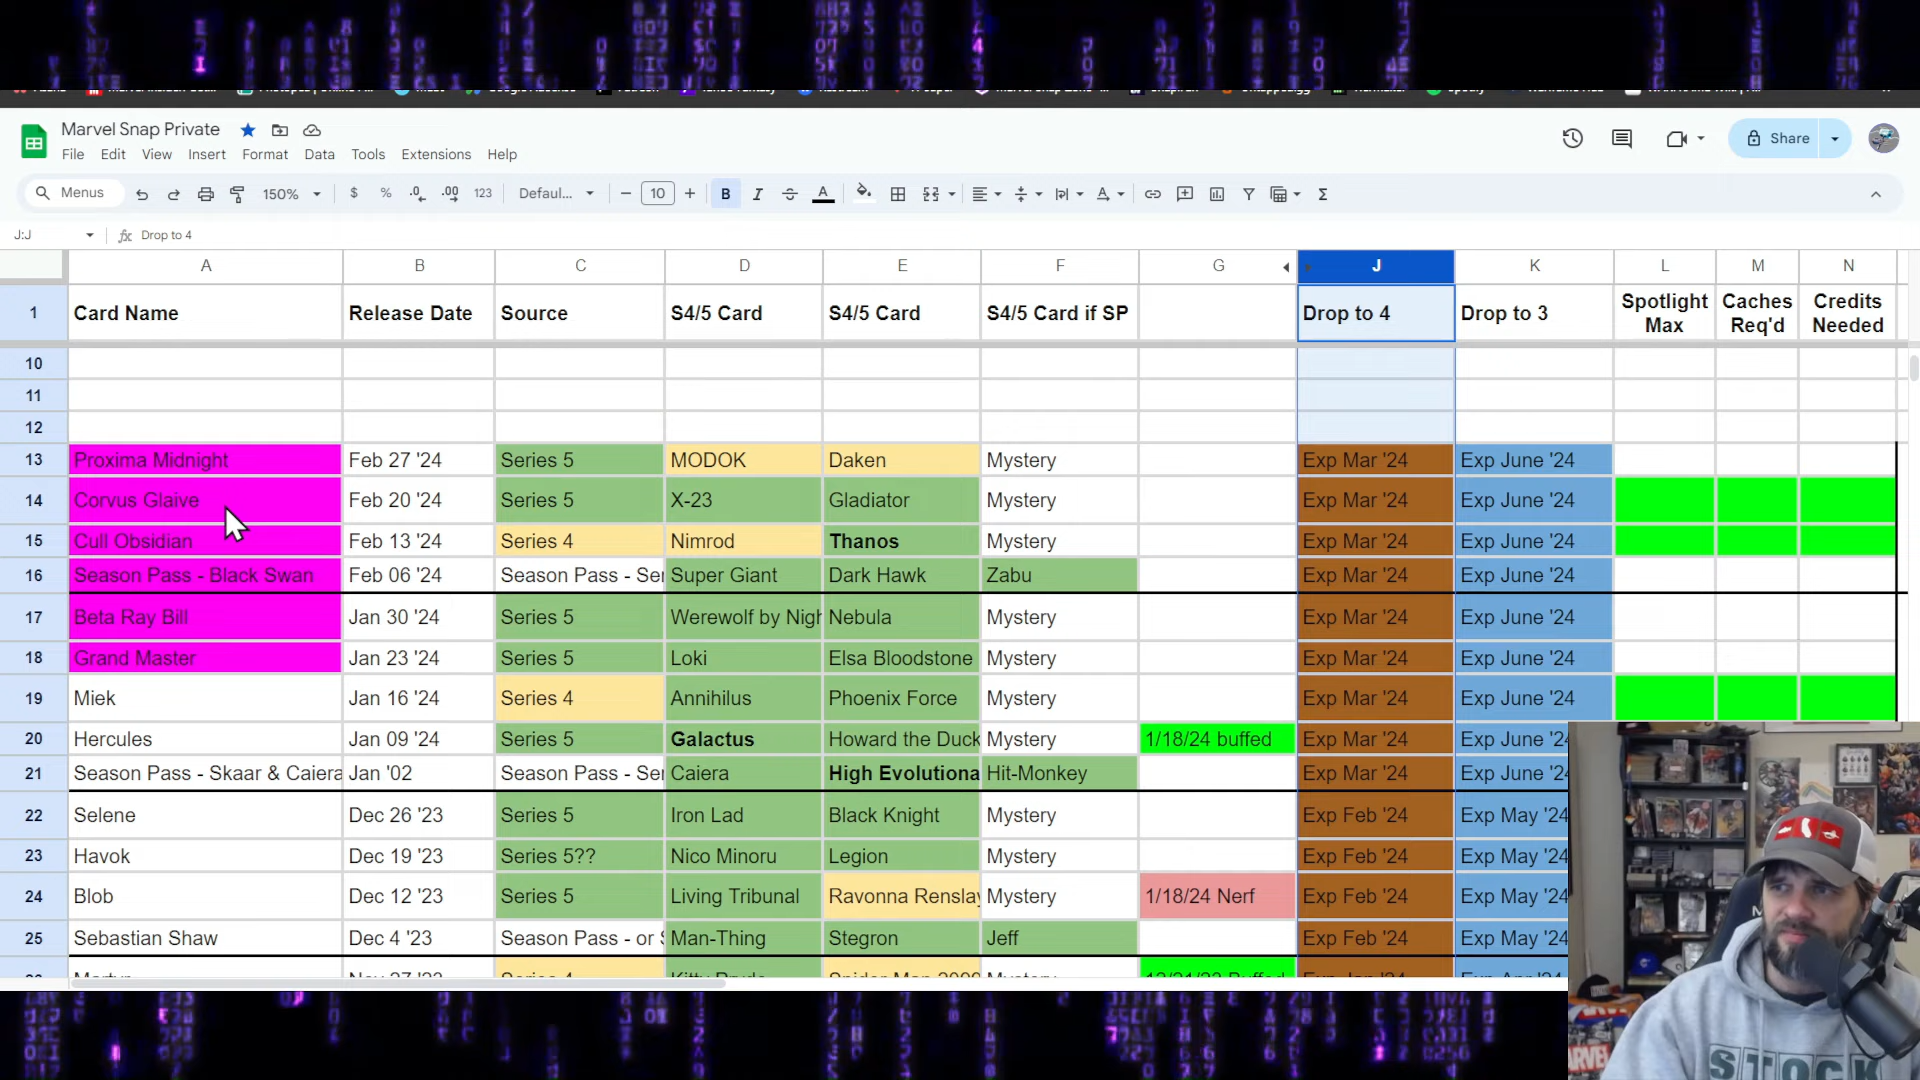 Marvel Snap Private
File Edit View Insert Format Data Tools Extensions Help
Share
Menus 150% $ % .0 .00 123 Defaul... 10 B I A
J:J fx Drop to 4
A B C D E F G J K L M N
1 Card Name Release Date Source S4/5 Card S4/5 Card S4/5 Card if SP Drop to 4 Drop to 3 Spotlight Max Caches Req'd Credits Needed
10
11
12
13 Proxima Midnight Feb 27 '24 Series 5 MODOK Daken Mystery Exp Mar '24 Exp June '24
14 Corvus Glaive Feb 20 '24 Series 5 X-23 Gladiator Mystery Exp Mar '24 Exp June '24
15 Cull Obsidian Feb 13 '24 Series 4 Nimrod Thanos Mystery Exp Mar '24 Exp June '24
16 Season Pass - Black Swan Feb 06 '24 Season Pass - Ser Super Giant Dark Hawk Zabu Exp Mar '24 Exp June '24
17 Beta Ray Bill Jan 30 '24 Series 5 Werewolf by Nigh Nebula Mystery Exp Mar '24 Exp June '24
18 Grand Master Jan 23 '24 Series 5 Loki Elsa Bloodstone Mystery Exp Mar '24 Exp June '24
19 Miek Jan 16 '24 Series 4 Annihilus Phoenix Force Mystery Exp Mar '24 Exp June '24
20 Hercules Jan 09 '24 Series 5 Galactus Howard the Duck Mystery 1/18/24 buffed Exp Mar '24 Exp June '24
21 Season Pass - Skaar & Caiera Jan '02 Season Pass - Ser Caiera High Evolutiona Hit-Monkey Exp Mar '24 Exp June '24
22 Selene Dec 26 '23 Series 5 Iron Lad Black Knight Mystery Exp Feb '24 Exp May '24
23 Havok Dec 19 '23 Series 5?? Nico Minoru Legion Mystery Exp Feb '24 Exp May '24
24 Blob Dec 12 '23 Series 5 Living Tribunal Ravonna Renslay Mystery 1/18/24 Nerf Exp Feb '24 Exp May '24
25 Sebastian Shaw Dec 4 '23 Season Pass - or S Man-Thing Stegron Jeff Exp Feb '24 Exp May '24
STOCK